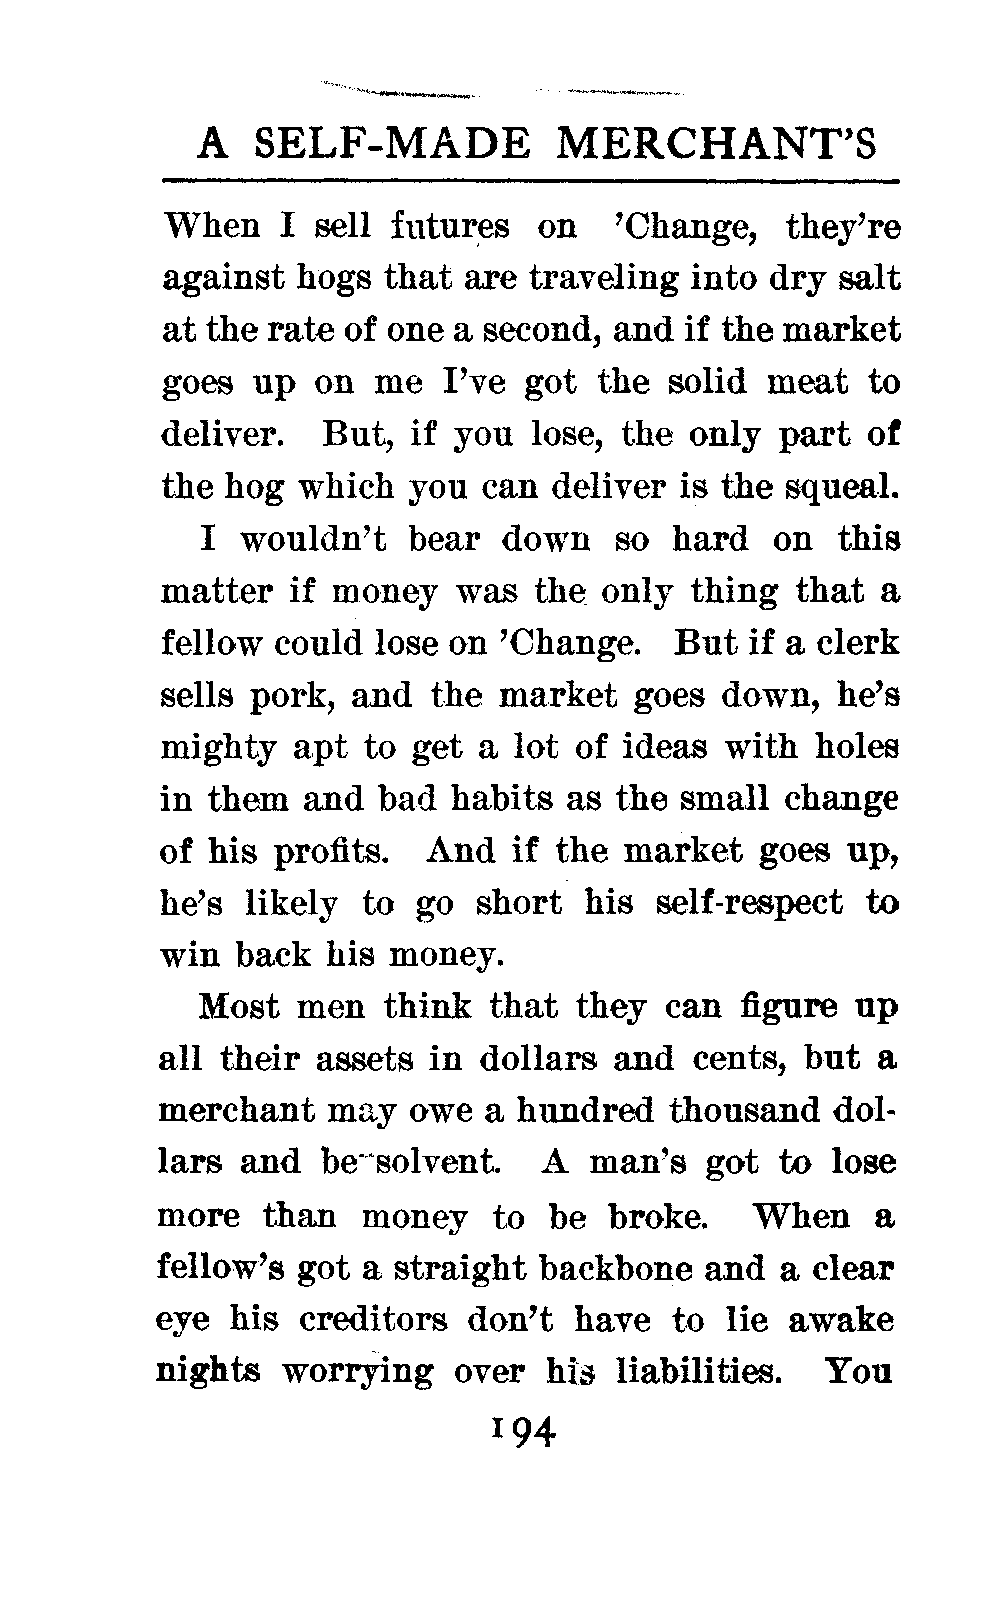 A SELF-MADE MERCHANT'S
When I sell futures on 'Change, they're
against hogs that are traveling into dry salt
at the rate of one a second, and if the market
goes up on me I've got the solid meat to
deliver. But, if you lose, the only part of
the hog which you can deliver is the squeal.
I wouldn't bear down so hard on this
matter if money was the only thing that a
fellow could lose on 'Change. But if a clerk
sells pork, and the market goes down, he's
mighty apt to get a lot of ideas with holes
in them and bad habits as the small change
of his profits. And if the market goes up,
he's likely to go short his self-respect to
win back his money.
Most men think that they can figure up
all their assets in dollars and cents, but a
merchant may owe a hundred thousand dol-
lars and be solvent. A man's got to lose
more than money to be broke. When a
fellow's got a straight backbone and a clear
eye his creditors don't have to lie awake
nights worrying over his liabilities. You
194